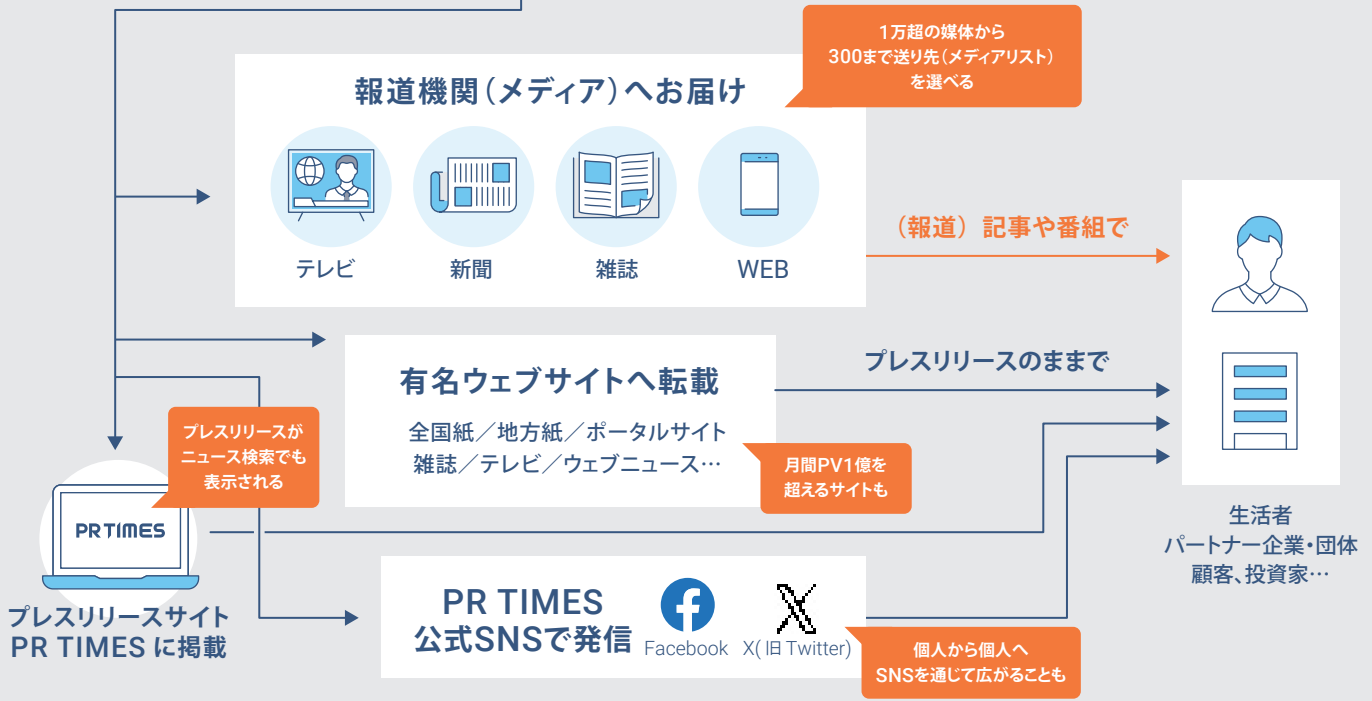 1万超の媒体から
300まで送り先(メディアリスト)
を選べる
報道機関(メディア)へお届け
テレビ
新聞
雑誌
WEB
(報道) 記事や番組で
有名ウェブサイトへ転載
全国紙／地方紙／ポータルサイト
雑誌／テレビ／ウェブニュース…
プレスリリースのままで
月間PV1億を
超えるサイトも
プレスリリースが
ニュース検索でも
表示される
PR TIMES
プレスリリースサイト
PR TIMES に掲載
PR TIMES
公式SNSで発信
Facebook
X(旧Twitter)
個人から個人へ
SNSを通じて広がることも
生活者
パートナー企業・団体
顧客、投資家…